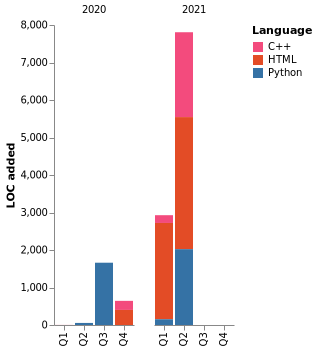 2020
2021
Language
C++
HTML
Python
LOC added
8,000
7,000
6,000
5,000
4,000
3,000
2,000
1,000
0
Q1
Q2
Q3
Q4
Q1
Q2
Q3
Q4